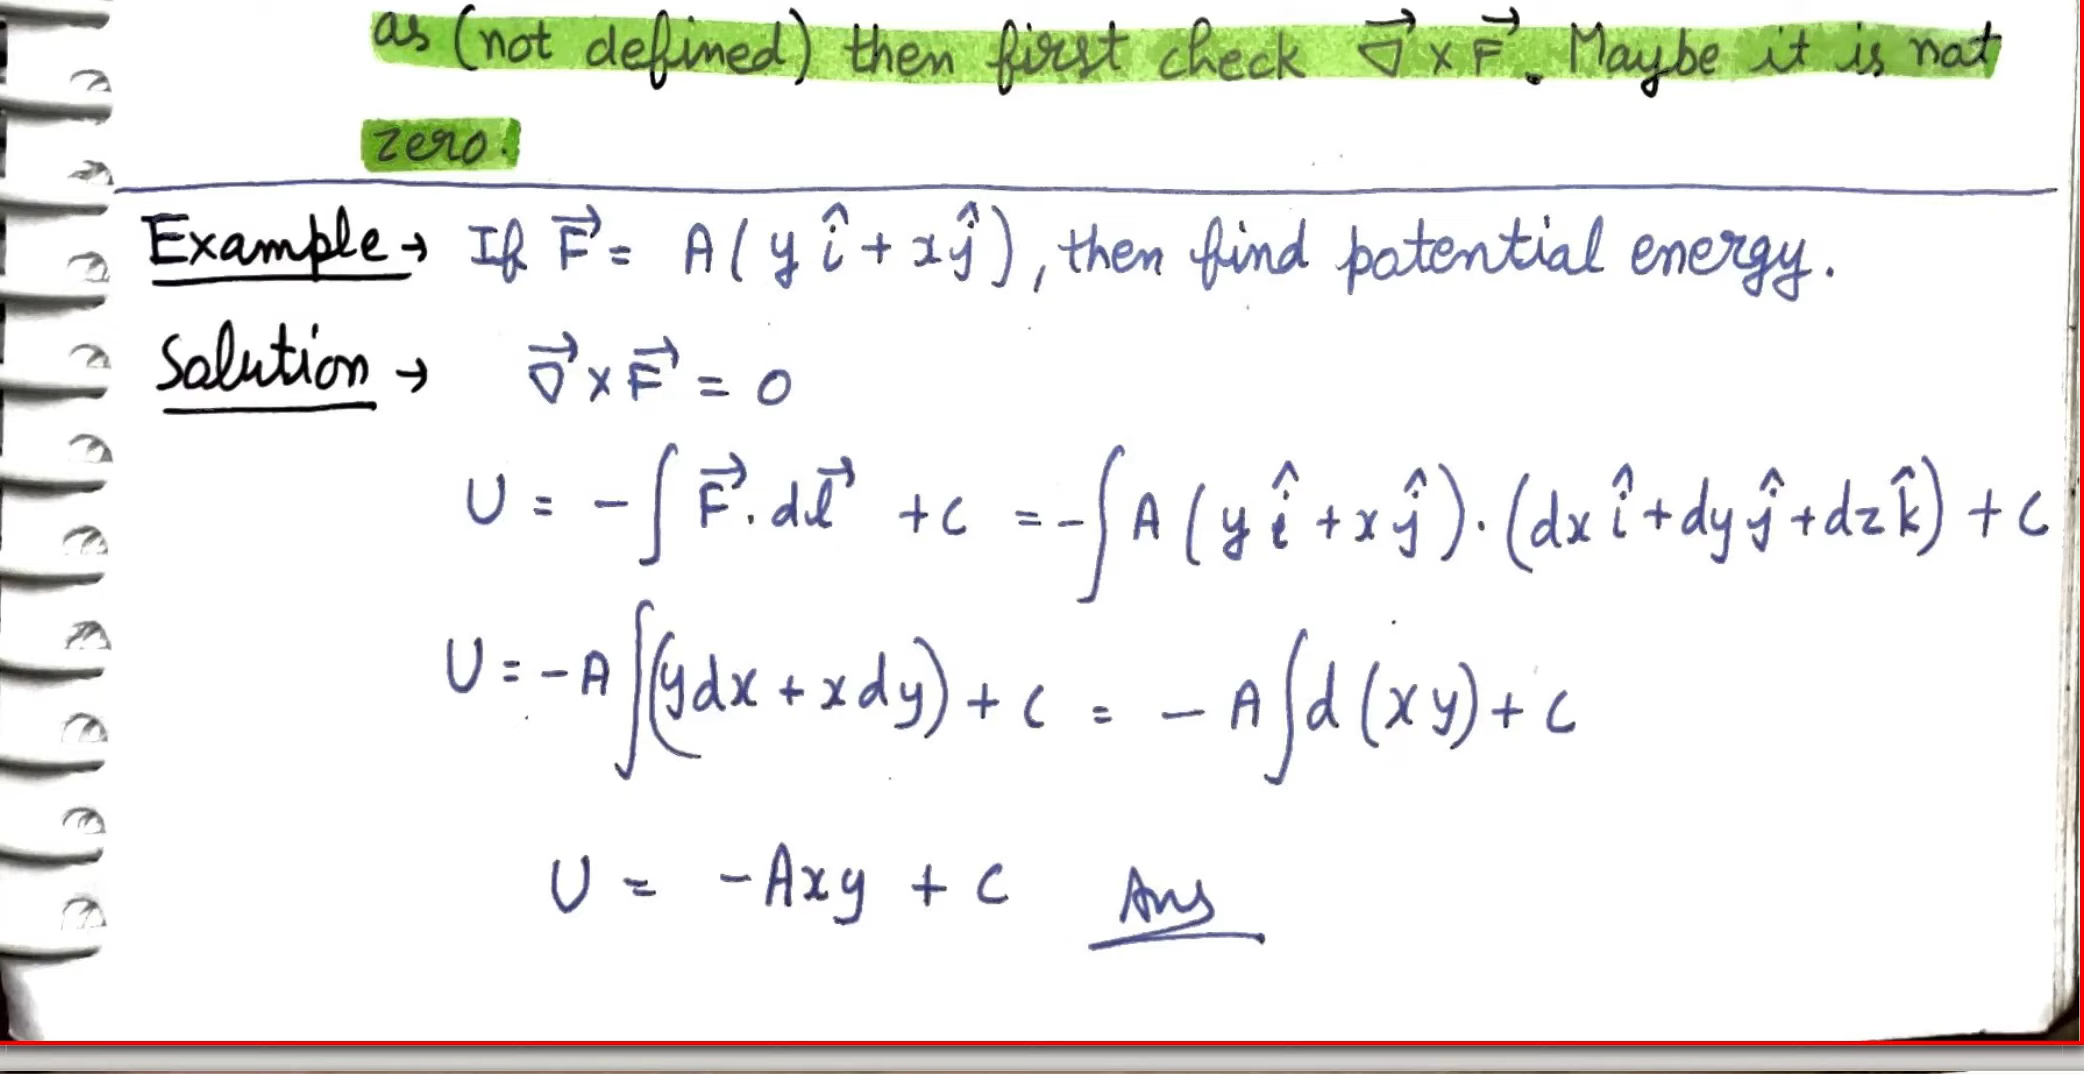 as (not defined) then first check ∇⃗ × F⃗. Maybe it is not
zero.
Example → If F⃗ = A(y î + x ĵ), then find potential energy.
Solution → ∇⃗ × F⃗ = 0
U = -∫ F⃗. dl⃗ + C = -∫ A (y î + x ĵ). (dx î + dy ĵ + dz k̂) + C
U = -A ∫(y dx + x dy) + C = -A ∫d (xy) + C
U = -Axy + C Ans